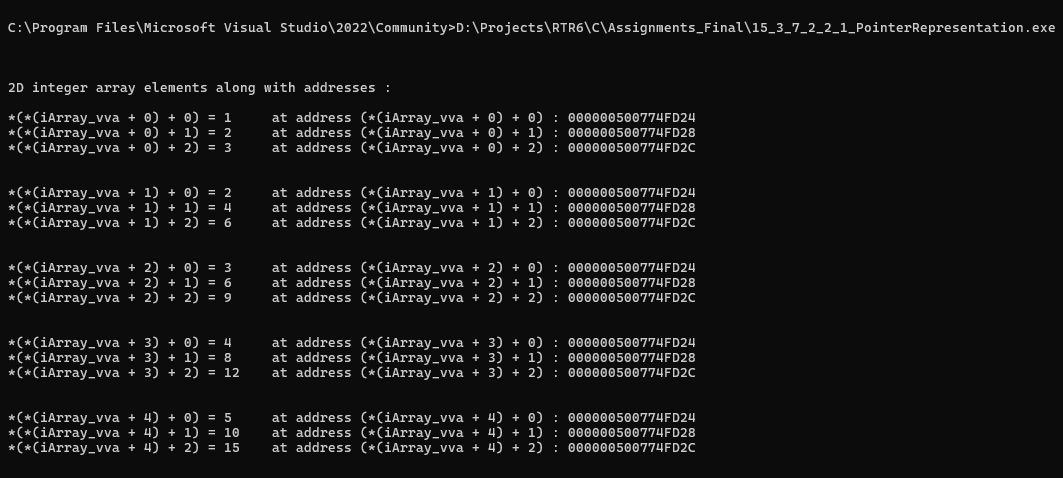 C:\Program Files\Microsoft Visual Studio\2022\Community>D:\Projects\RTR6\C\Assignments_Final\15_3_7_2_2_1_PointerRepresentation.exe
2D integer array elements along with addresses :
*(*(iArray_vva + 0) + 0) = 1     at address (*(iArray_vva + 0) + 0) : 000000500774FD24
*(*(iArray_vva + 0) + 1) = 2     at address (*(iArray_vva + 0) + 1) : 000000500774FD28
*(*(iArray_vva + 0) + 2) = 3     at address (*(iArray_vva + 0) + 2) : 000000500774FD2C
*(*(iArray_vva + 1) + 0) = 2     at address (*(iArray_vva + 1) + 0) : 000000500774FD24
*(*(iArray_vva + 1) + 1) = 4     at address (*(iArray_vva + 1) + 1) : 000000500774FD28
*(*(iArray_vva + 1) + 2) = 6     at address (*(iArray_vva + 1) + 2) : 000000500774FD2C
*(*(iArray_vva + 2) + 0) = 3     at address (*(iArray_vva + 2) + 0) : 000000500774FD24
*(*(iArray_vva + 2) + 1) = 6     at address (*(iArray_vva + 2) + 1) : 000000500774FD28
*(*(iArray_vva + 2) + 2) = 9     at address (*(iArray_vva + 2) + 2) : 000000500774FD2C
*(*(iArray_vva + 3) + 0) = 4     at address (*(iArray_vva + 3) + 0) : 000000500774FD24
*(*(iArray_vva + 3) + 1) = 8     at address (*(iArray_vva + 3) + 1) : 000000500774FD28
*(*(iArray_vva + 3) + 2) = 12    at address (*(iArray_vva + 3) + 2) : 000000500774FD2C
*(*(iArray_vva + 4) + 0) = 5     at address (*(iArray_vva + 4) + 0) : 000000500774FD24
*(*(iArray_vva + 4) + 1) = 10    at address (*(iArray_vva + 4) + 1) : 000000500774FD28
*(*(iArray_vva + 4) + 2) = 15    at address (*(iArray_vva + 4) + 2) : 000000500774FD2C